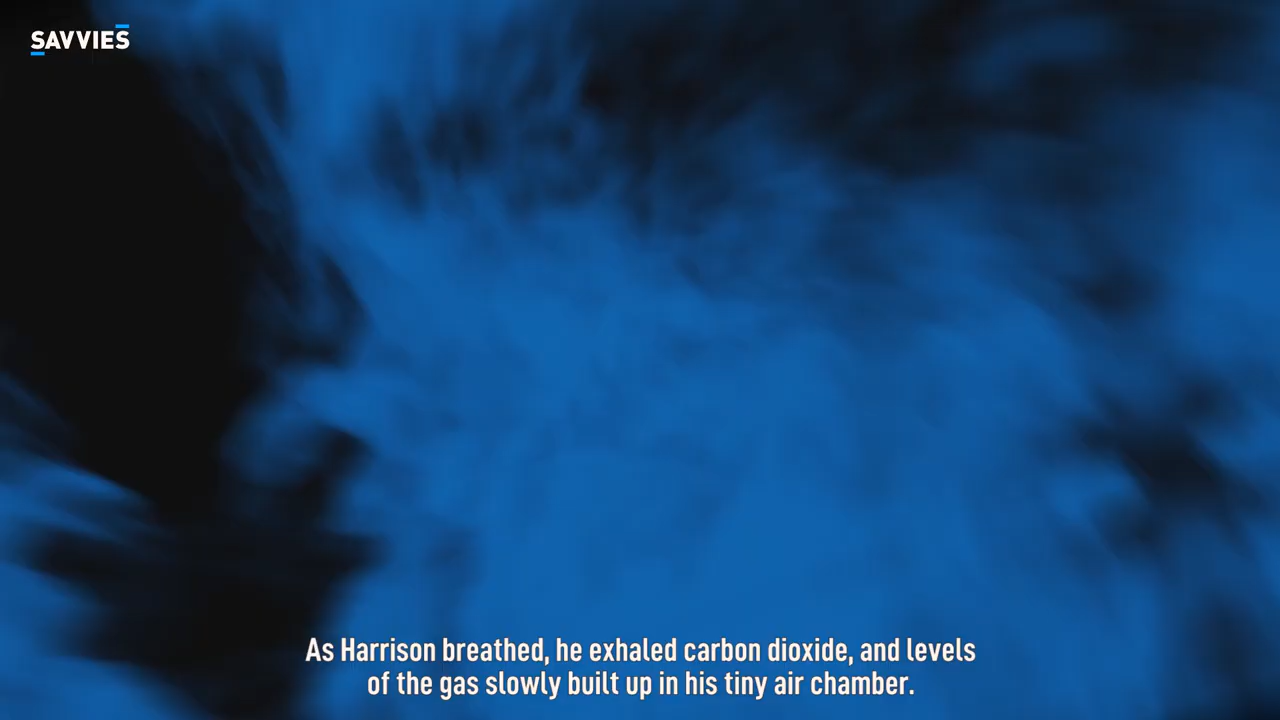 SAVVIES
As Harrison breathed, he exhaled carbon dioxide, and levels
of the gas slowly built up in his tiny air chamber.